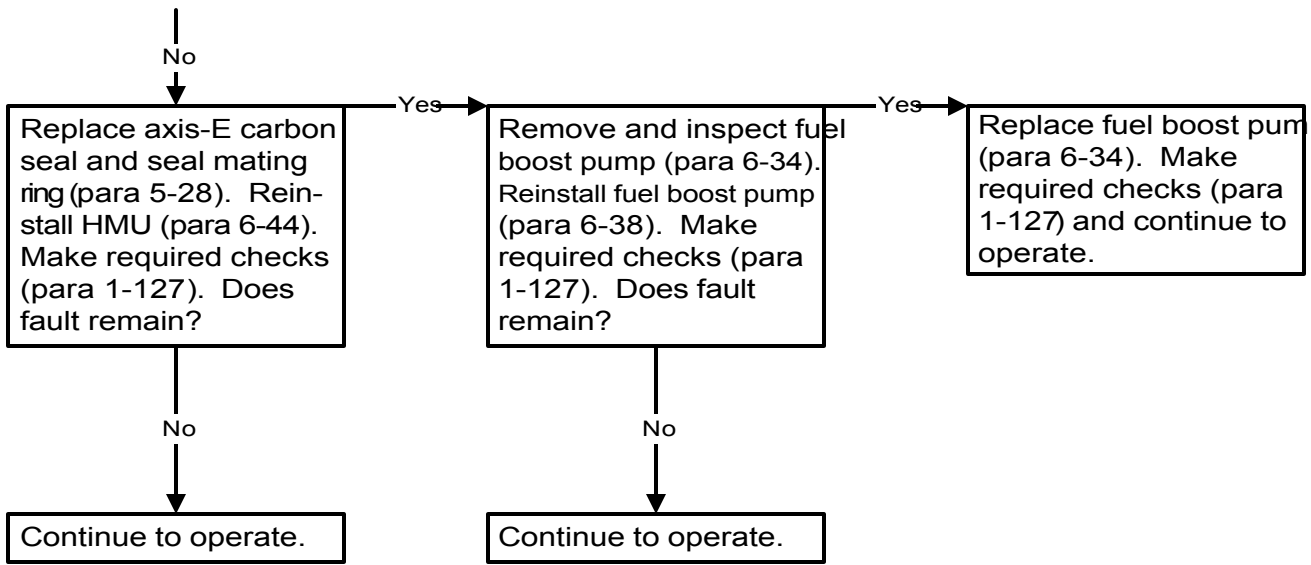 No
Replace axis-E carbon
seal and seal mating
ring (para 5-28). Rein-
stall HMU (para 6-44).
Make required checks
(para 1-127). Does
fault remain?
Yes
Remove and inspect fuel
boost pump (para 6-34).
Reinstall fuel boost pump
(para 6-38). Make
required checks (para
1-127). Does fault
remain?
Yes
Replace fuel boost pum
(para 6-34). Make
required checks (para
1-127) and continue to
operate.
No
No
Continue to operate.
Continue to operate.